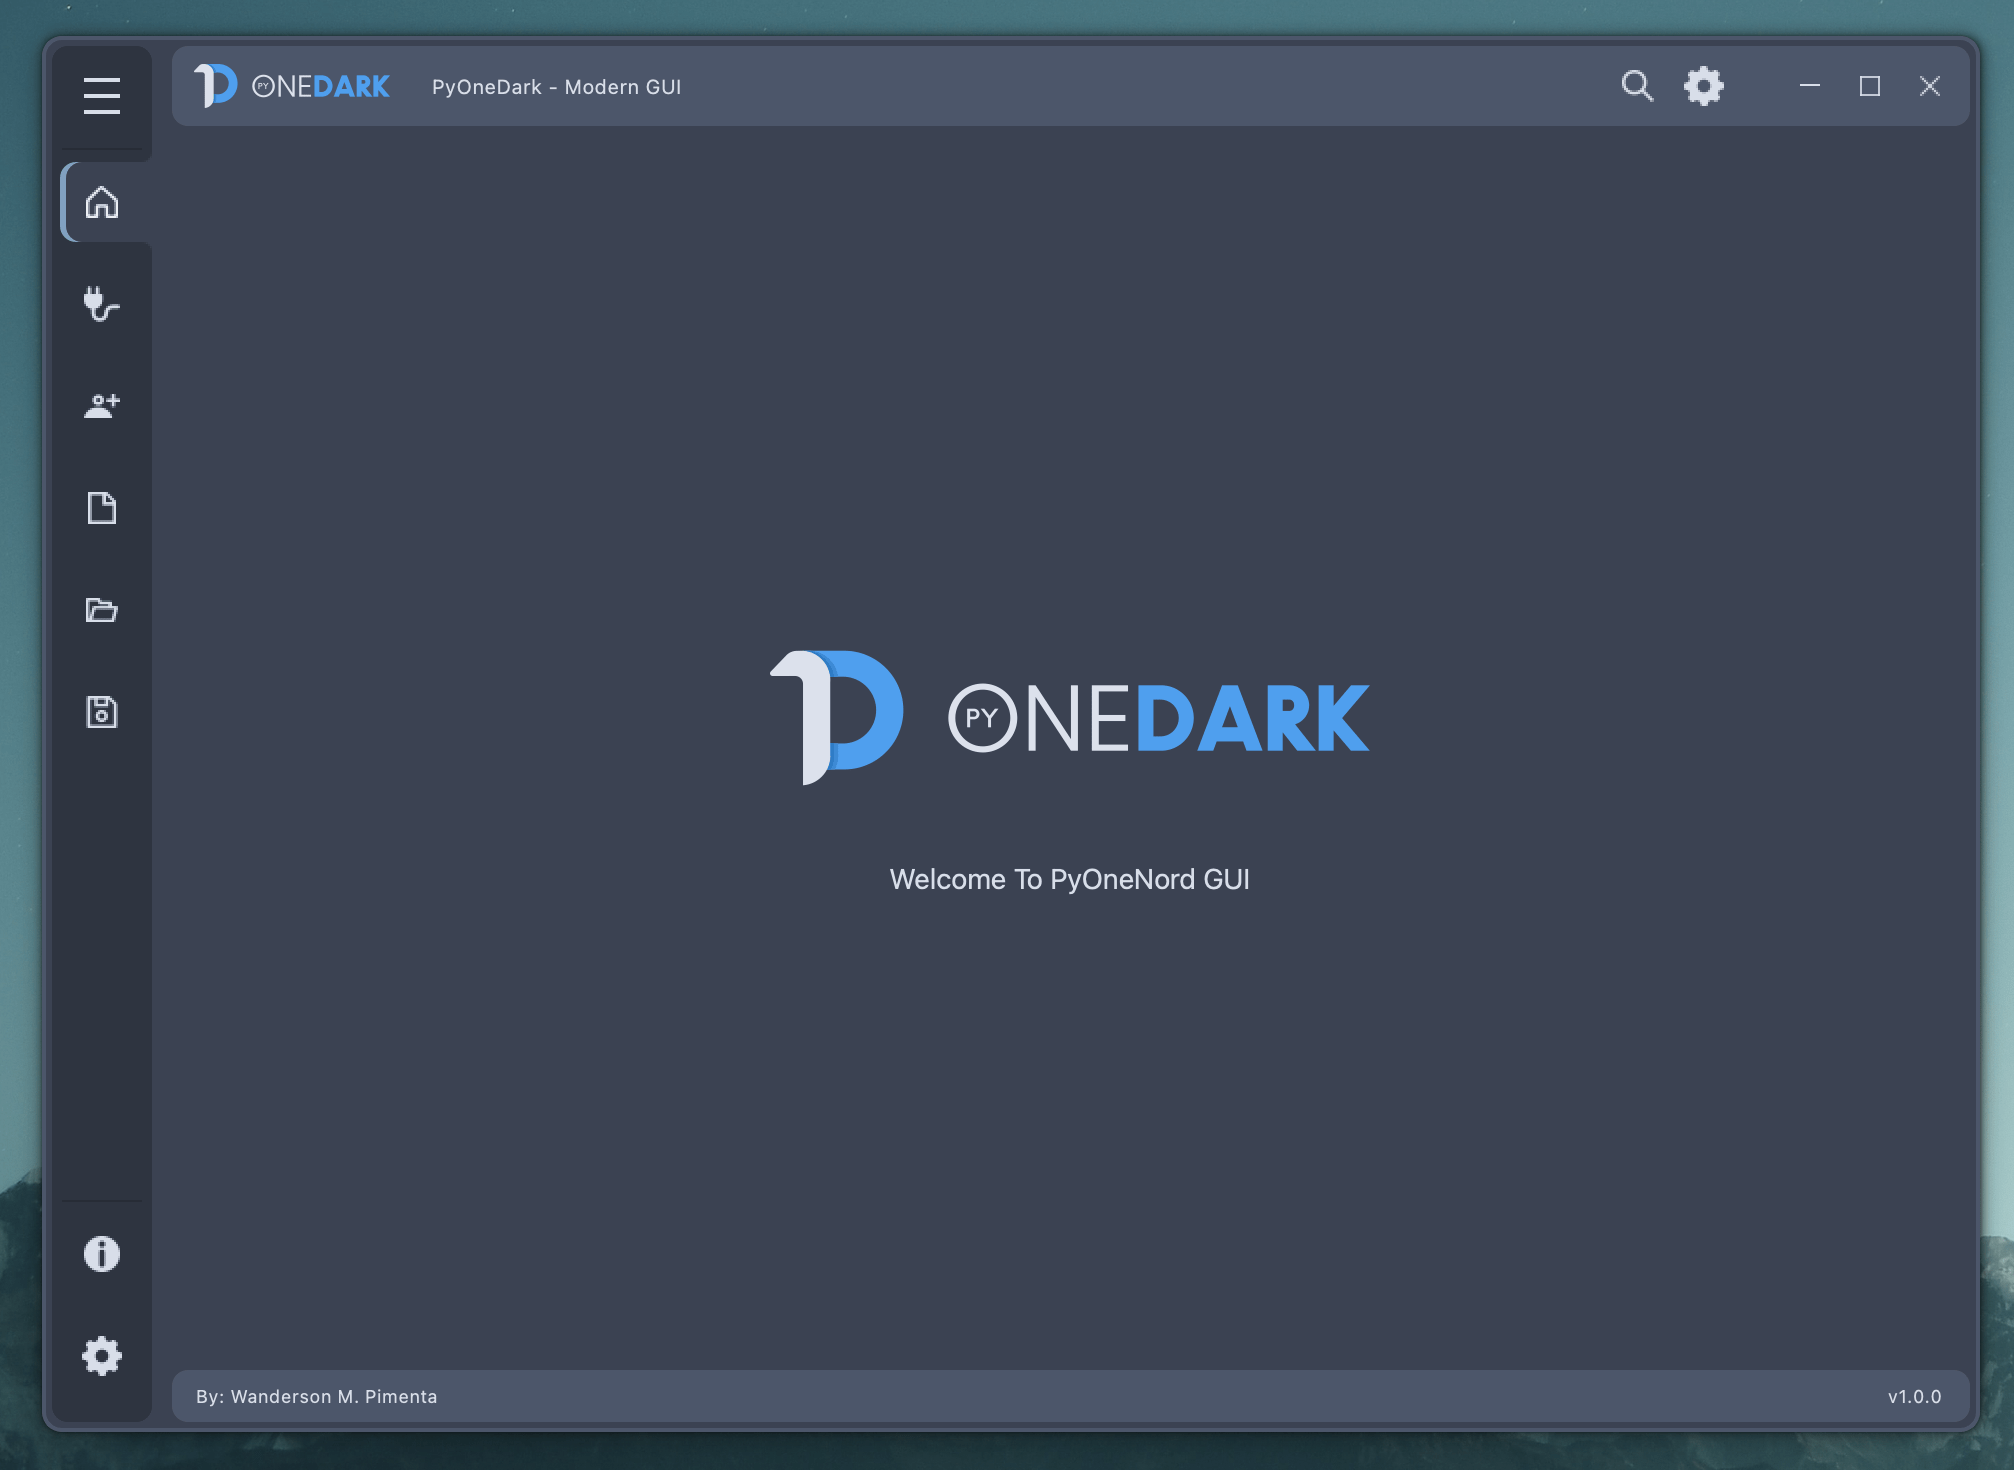 PY ONEDARK PyOneDark - Modern GUI
PY ONEDARK
Welcome To PyOneNord GUI
By: Wanderson M. Pimenta v1.0.0